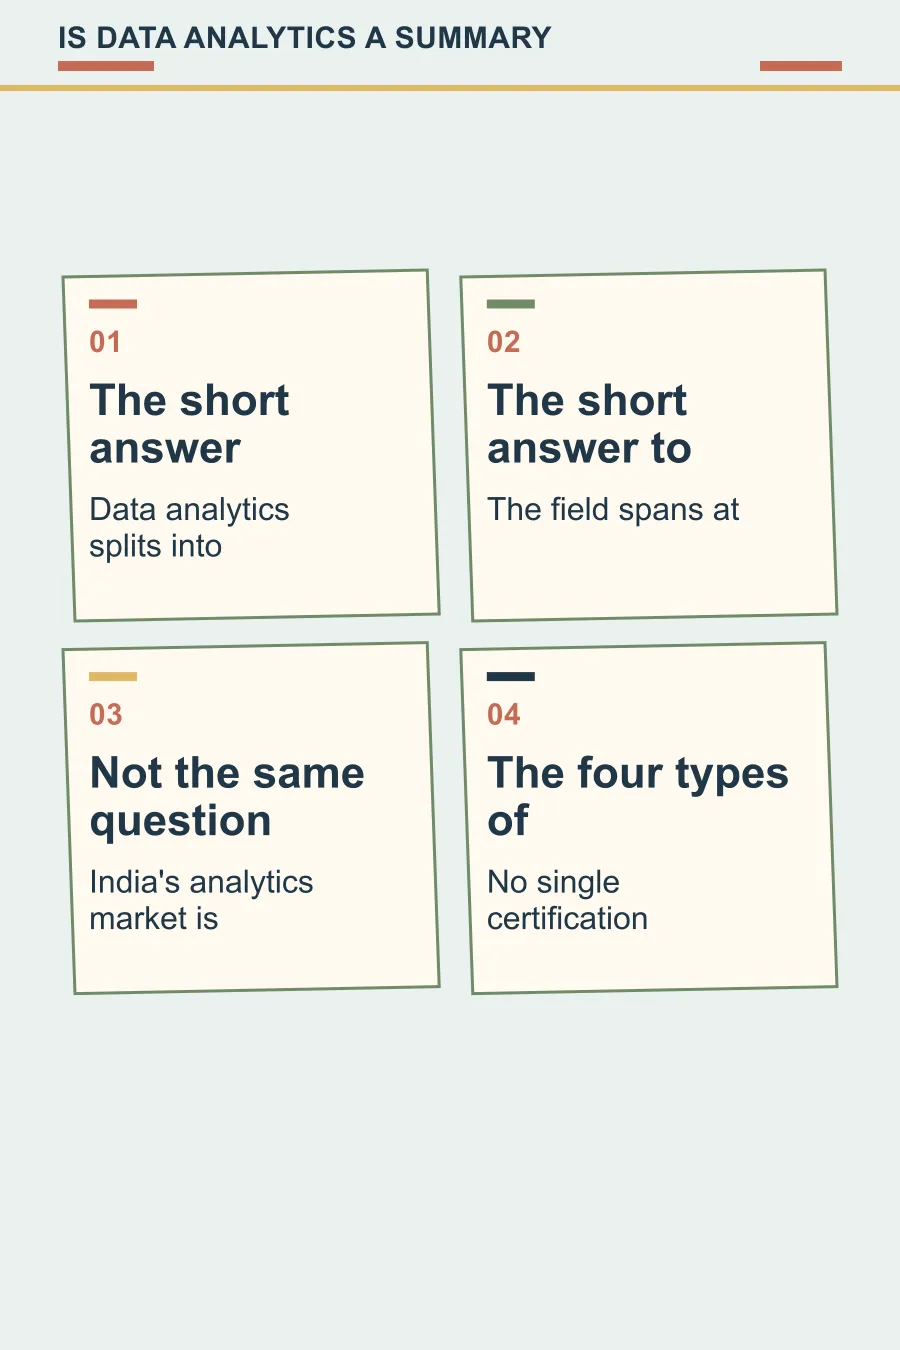 IS DATA ANALYTICS A SUMMARY
01
The short
answer
Data analytics
splits into
02
The short
answer to
The field spans at
03
Not the same
question
India's analytics
market is
04
The four types
of
No single
certification